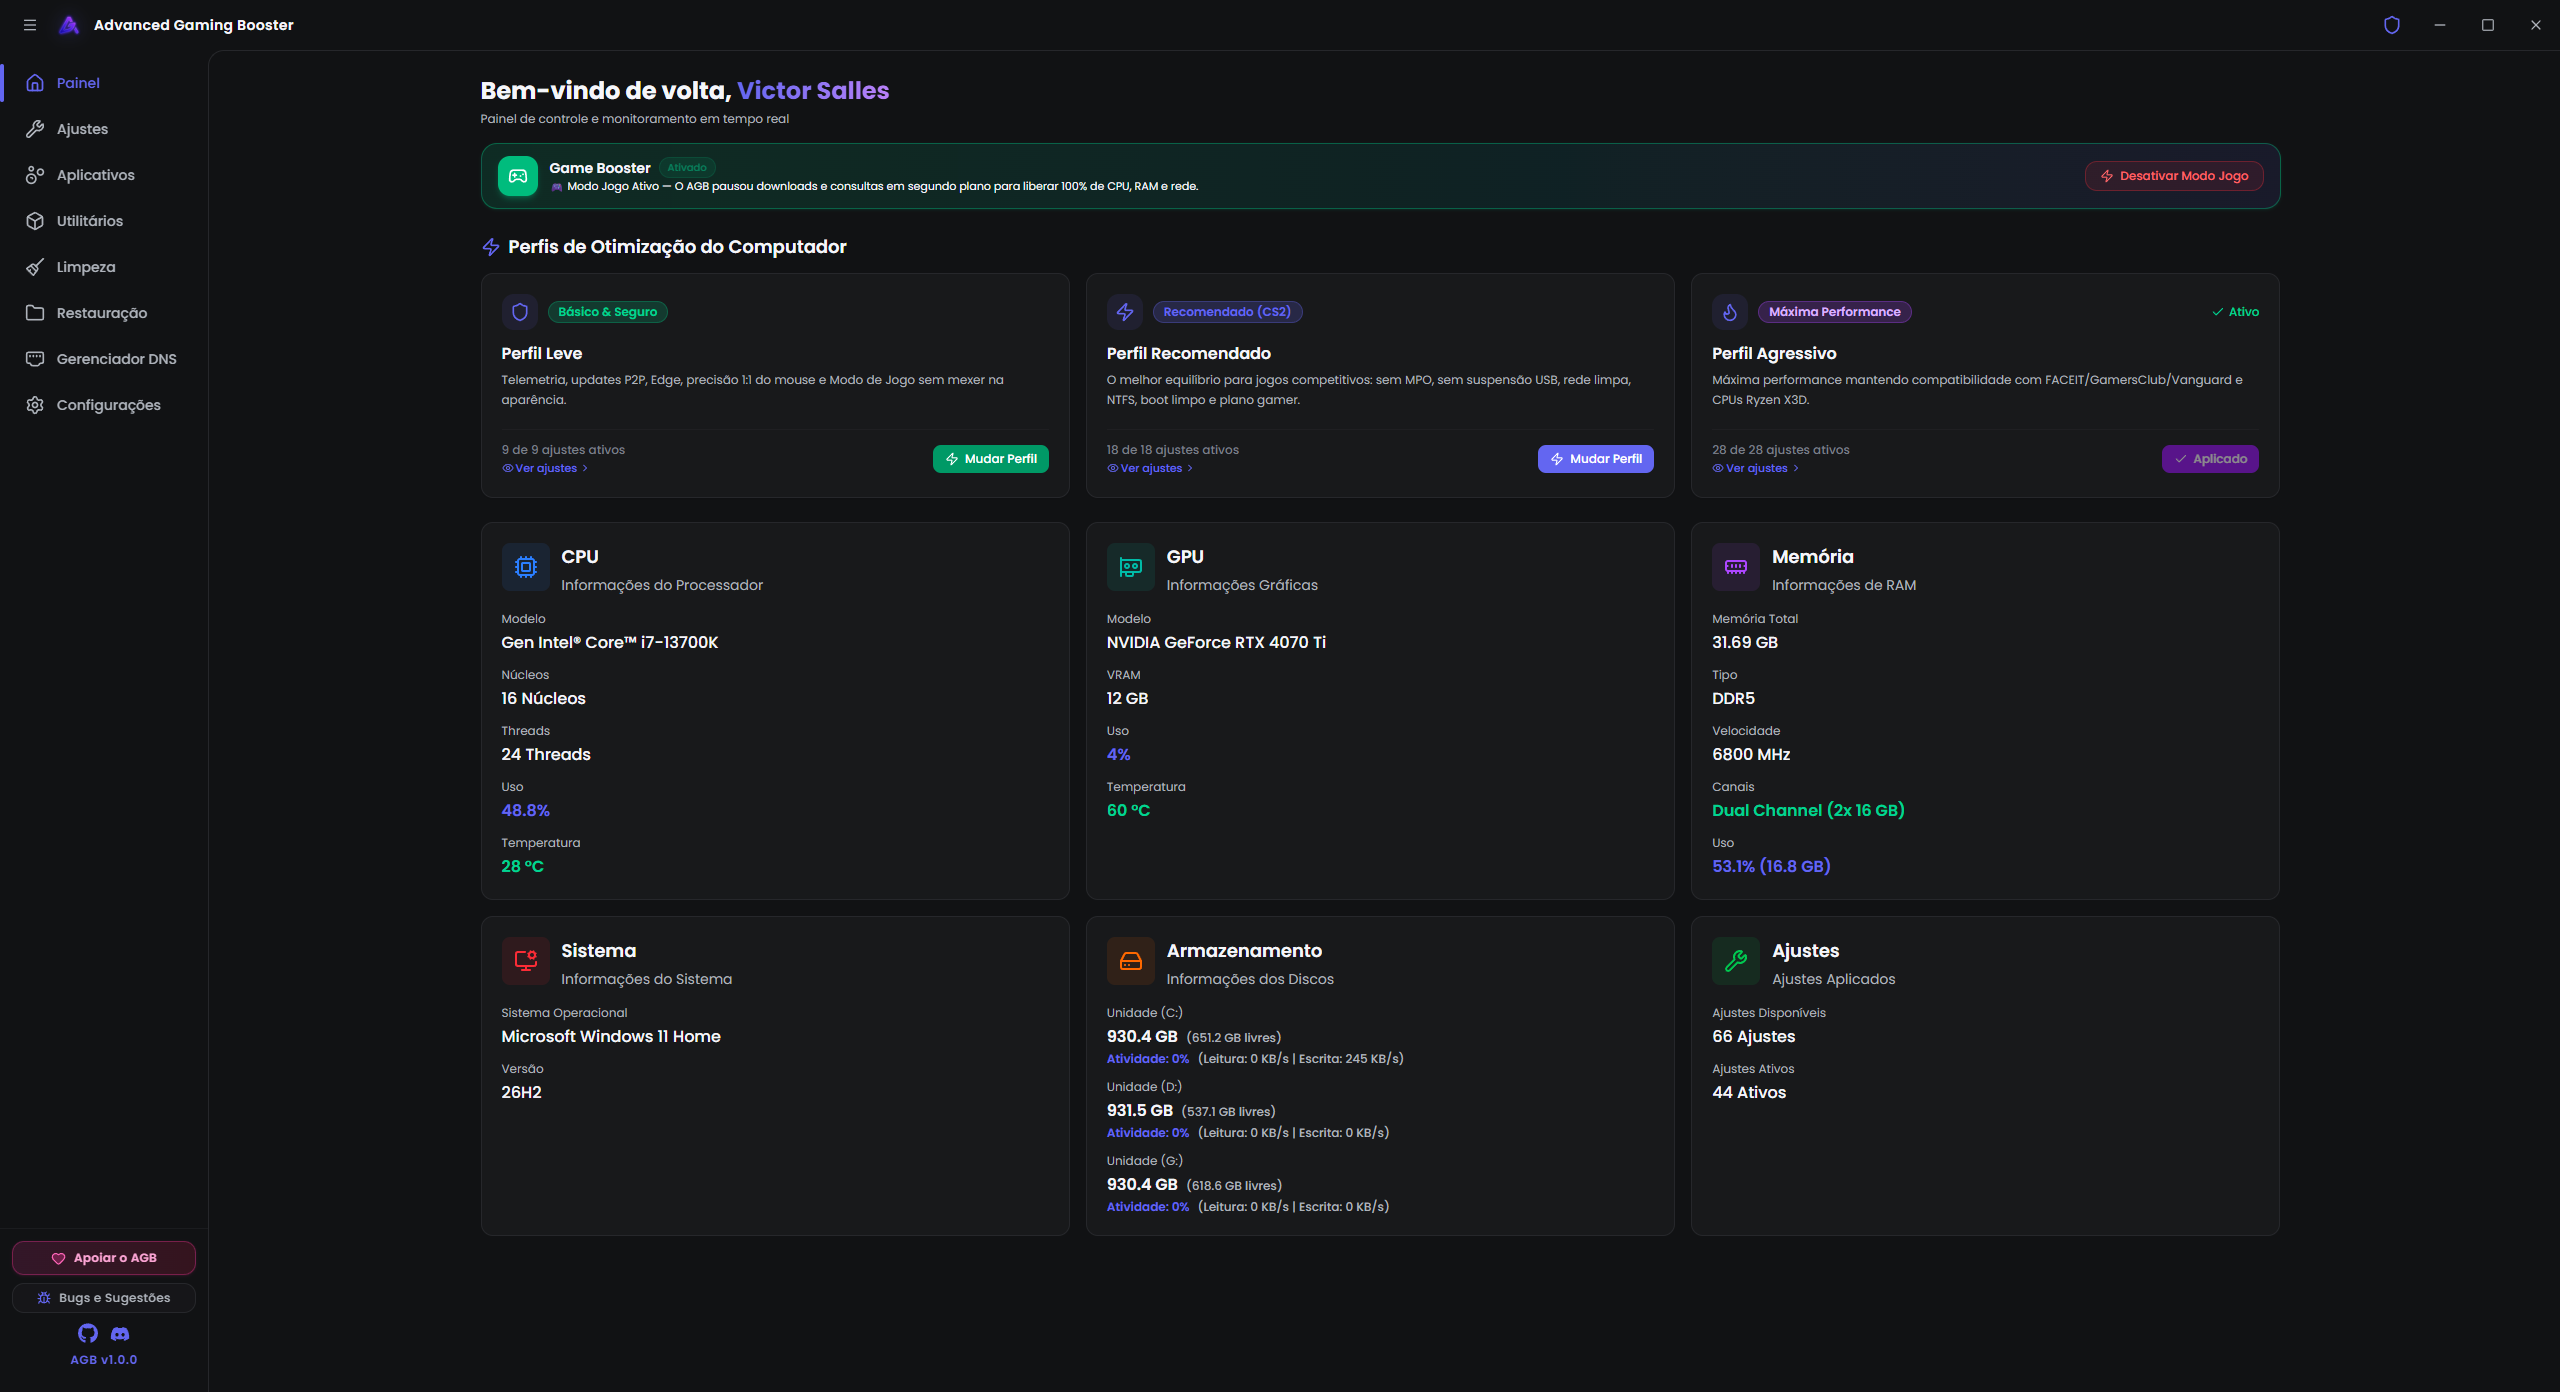 Advanced Gaming Booster
Painel
Ajustes
Aplicativos
Utilitários
Limpeza
Restauração
Gerenciador DNS
Configurações
Apoiar o AGB
Bugs e Sugestões
AGB v1.0.0
Bem-vindo de volta, Victor Salles
Painel de controle e monitoramento em tempo real
Game Booster Ativado
Modo Jogo Ativo — O AGB pausou downloads e consultas em segundo plano para liberar 100% de CPU, RAM e rede.
Desativar Modo Jogo
Perfis de Otimização do Computador
Básico & Seguro
Perfil Leve
Telemetria, updates P2P, Edge, precisão 1:1 do mouse e Modo de Jogo sem mexer na
aparência.
9 de 9 ajustes ativos
Ver ajustes
Mudar Perfil
Recomendado (CS2)
Perfil Recomendado
O melhor equilíbrio para jogos competitivos: sem MPO, sem suspensão USB, rede limpa,
NTFS, boot limpo e plano gamer.
18 de 18 ajustes ativos
Ver ajustes
Mudar Perfil
Máxima Performance
Ativo
Perfil Agressivo
Máxima performance mantendo compatibilidade com FACEIT/GamersClub/Vanguard e
CPUs Ryzen X3D.
28 de 28 ajustes ativos
Ver ajustes
Aplicado
CPU
Informações do Processador
Modelo
Gen Intel® Core™ i7-13700K
Núcleos
16 Núcleos
Threads
24 Threads
Uso
48.8%
Temperatura
28 °C
GPU
Informações Gráficas
Modelo
NVIDIA GeForce RTX 4070 Ti
VRAM
12 GB
Uso
4%
Temperatura
60 °C
Memória
Informações de RAM
Memória Total
31.69 GB
Tipo
DDR5
Velocidade
6800 MHz
Canais
Dual Channel (2x 16 GB)
Uso
53.1% (16.8 GB)
Sistema
Informações do Sistema
Sistema Operacional
Microsoft Windows 11 Home
Versão
26H2
Armazenamento
Informações dos Discos
Unidade (C:)
930.4 GB (651.2 GB livres)
Atividade: 0% (Leitura: 0 KB/s | Escrita: 245 KB/s)
Unidade (D:)
931.5 GB (537.1 GB livres)
Atividade: 0% (Leitura: 0 KB/s | Escrita: 0 KB/s)
Unidade (G:)
930.4 GB (618.6 GB livres)
Atividade: 0% (Leitura: 0 KB/s | Escrita: 0 KB/s)
Ajustes
Ajustes Aplicados
Ajustes Disponíveis
66 Ajustes
Ajustes Ativos
44 Ativos